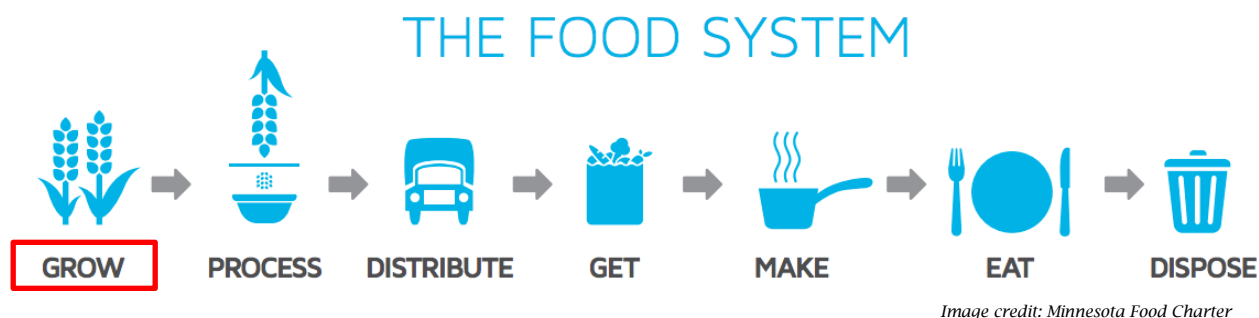 THE FOOD SYSTEM
GROW PROCESS DISTRIBUTE GET MAKE EAT DISPOSE
Image credit: Minnesota Food Charter